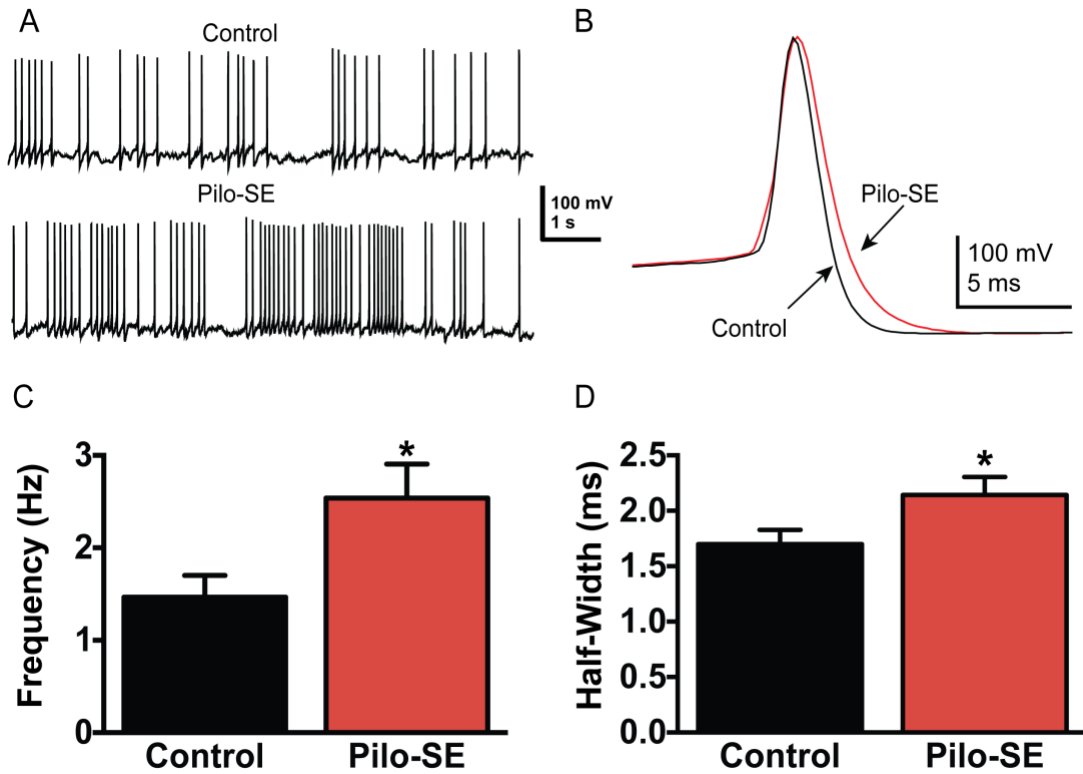 A
Control
Pilo-SE
100 mV
1 s
B
Pilo-SE
Control
100 mV
5 ms
C
Frequency (Hz)
3
2
1
0
*
Control
Pilo-SE
D
Half-Width (ms)
2.5
2.0
1.5
1.0
0.5
0.0
*
Control
Pilo-SE